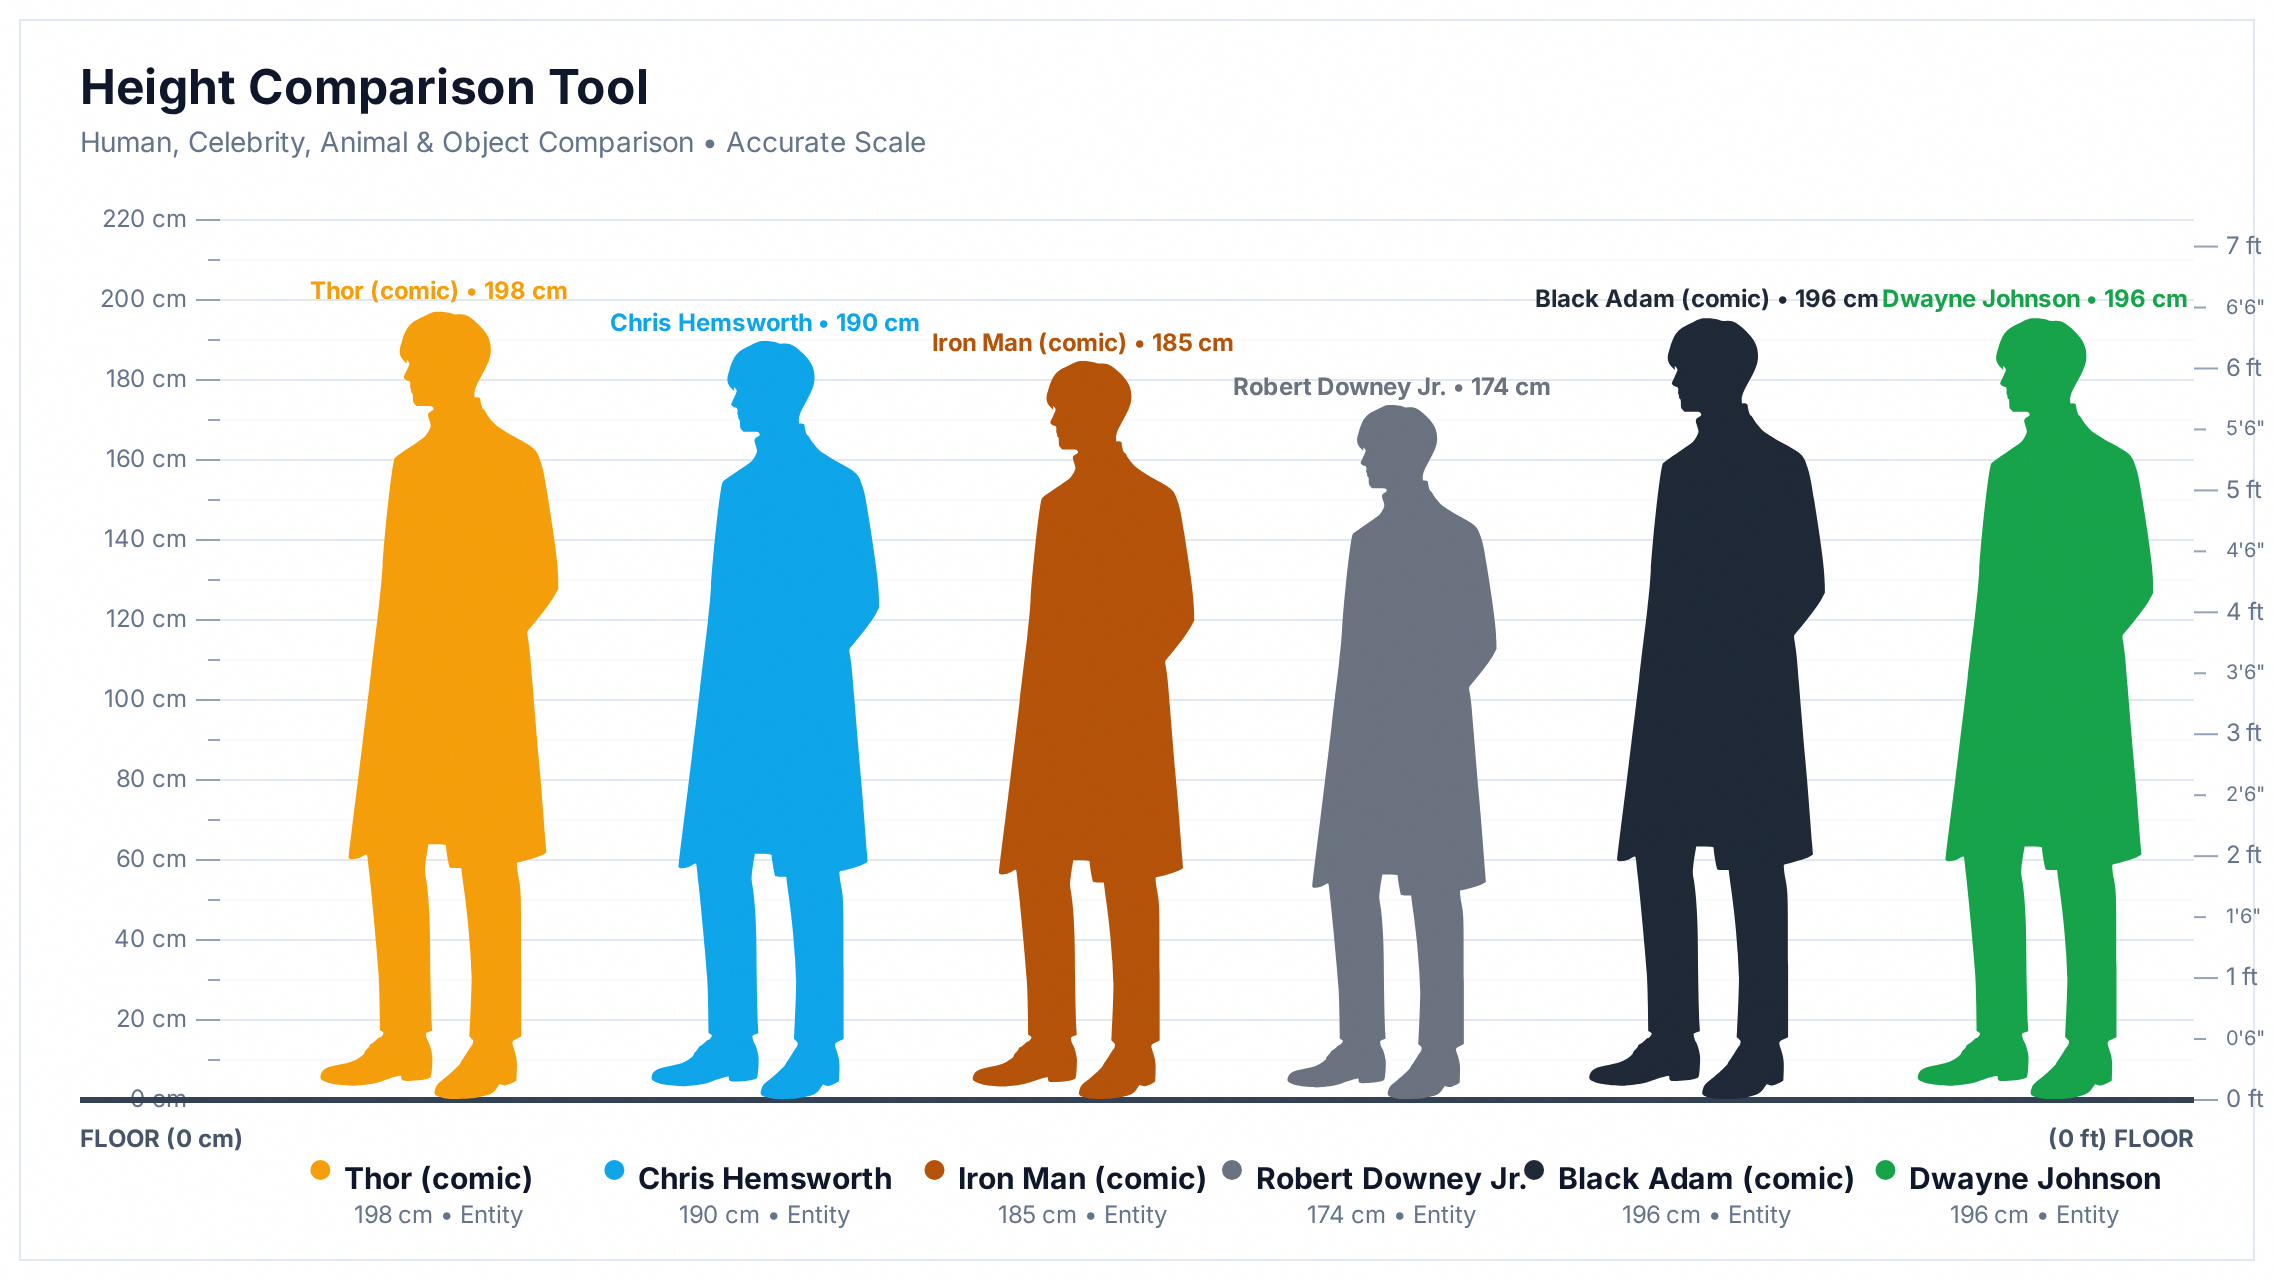 Height Comparison Tool
Human, Celebrity, Animal & Object Comparison • Accurate Scale
220 cm
7 ft
Thor (comic) • 198 cm
200 cm
Black Adam (comic) • 196 cm
Dwayne Johnson • 196 cm
6'6"
Chris Hemsworth • 190 cm
Iron Man (comic) • 185 cm
180 cm
6 ft
Robert Downey Jr. • 174 cm
5'6"
160 cm
5 ft
140 cm
4'6"
120 cm
4 ft
3'6"
100 cm
3 ft
80 cm
2'6"
60 cm
2 ft
1'6"
40 cm
1 ft
20 cm
0'6"
0 cm
0 ft
FLOOR (0 cm)
(0 ft) FLOOR
Thor (comic)
Chris Hemsworth
Iron Man (comic)
Robert Downey Jr.
Black Adam (comic)
Dwayne Johnson
198 cm • Entity
190 cm • Entity
185 cm • Entity
174 cm • Entity
196 cm • Entity
196 cm • Entity